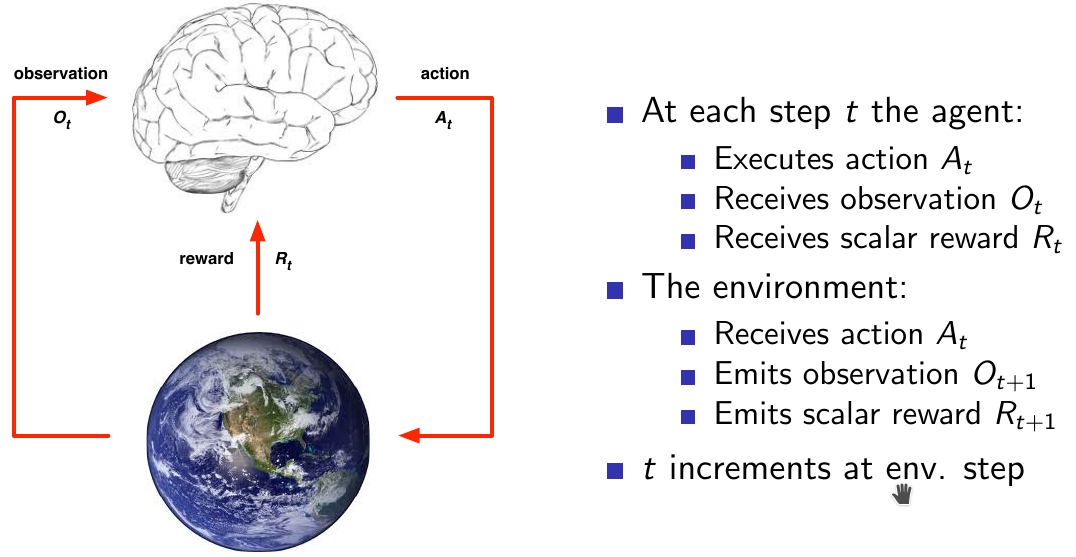 observation
O_t
action
A_t
reward
R_t
At each step t the agent:
Executes action A_t
Receives observation O_t
Receives scalar reward R_t
The environment:
Receives action A_t
Emits observation O_{t+1}
Emits scalar reward R_{t+1}
t increments at env. step